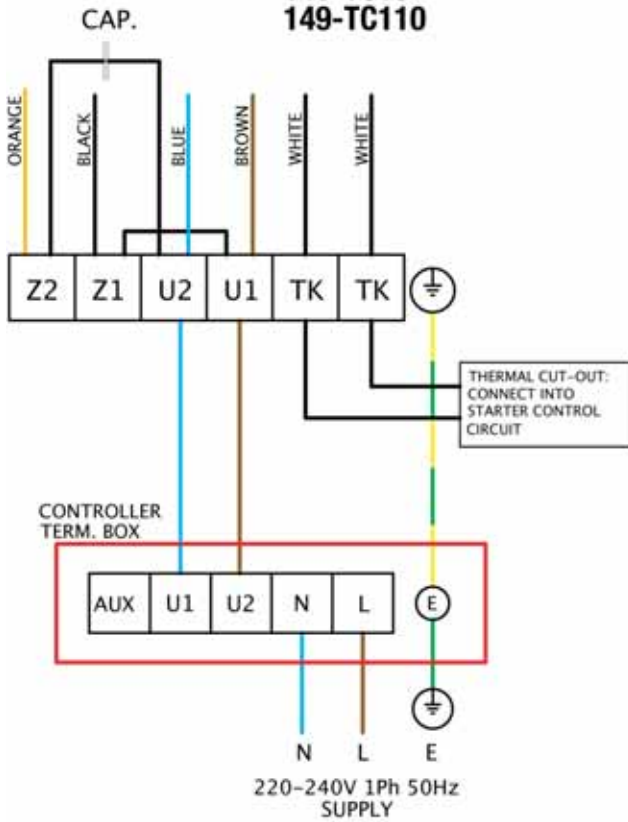 149-TC110
CAP.
ORANGE
BLACK
BLUE
BROWN
WHITE
WHITE
Z2 Z1 U2 U1 TK TK
THERMAL CUT-OUT:
CONNECT INTO
STARTER CONTROL
CIRCUIT
CONTROLLER
TERM. BOX
AUX U1 U2 N L E
N L E
220-240V 1Ph 50Hz
SUPPLY